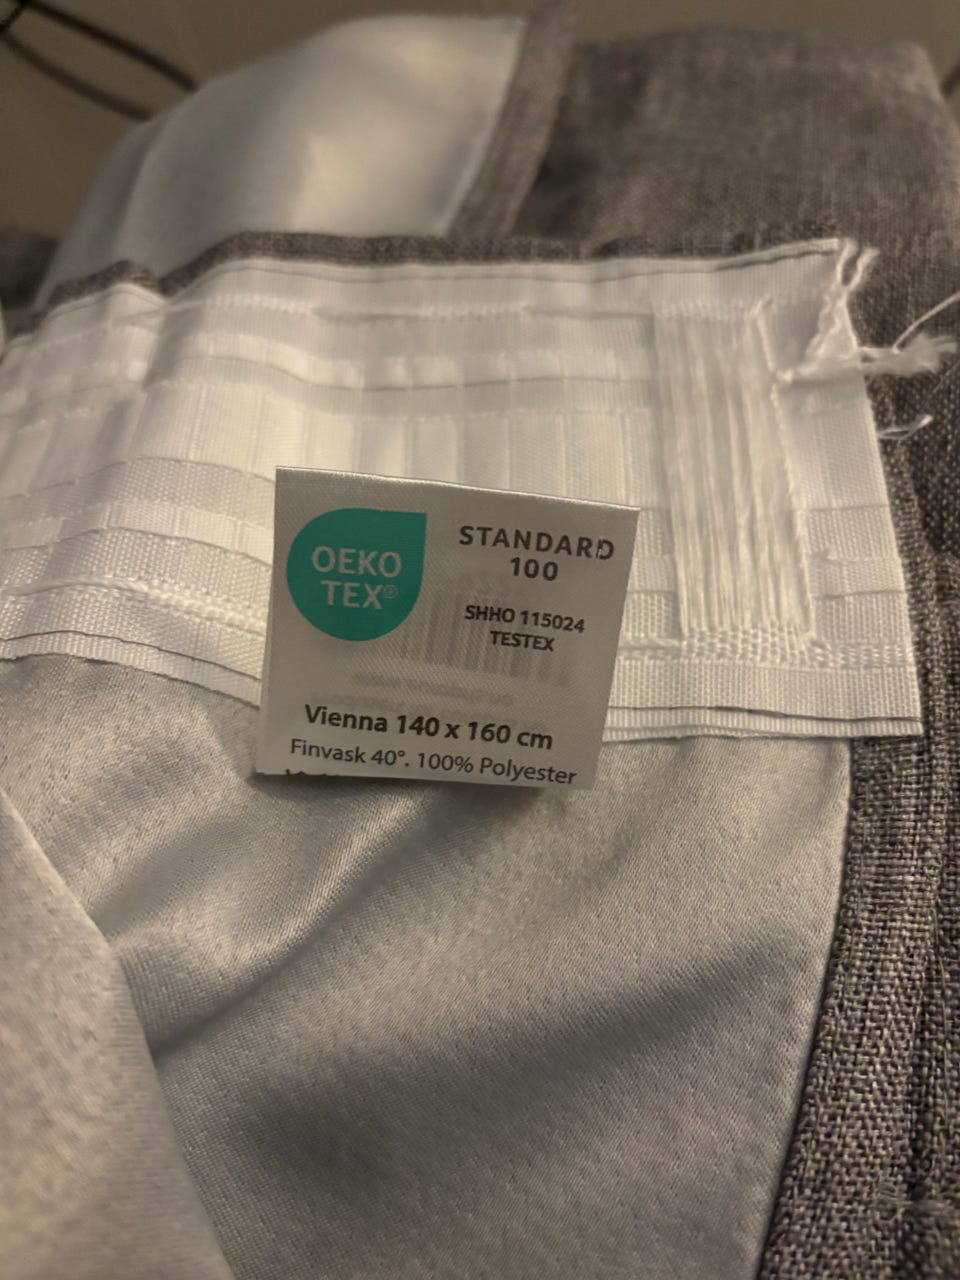 OEKO
TEX®
STANDARD
100
SHHO 115024
TESTEX
Vienna 140 x 160 cm
Finvask 40°. 100% Polyester